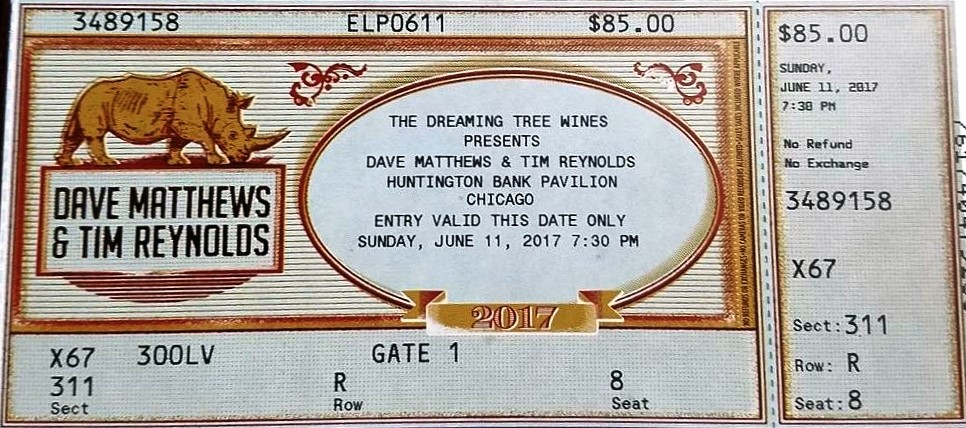 3489158 ELP0611 $85.00
DAVE MATTHEWS
& TIM REYNOLDS
THE DREAMING TREE WINES
PRESENTS
DAVE MATTHEWS & TIM REYNOLDS
HUNTINGTON BANK PAVILION
CHICAGO
ENTRY VALID THIS DATE ONLY
SUNDAY, JUNE 11, 2017 7:30 PM
2017
X67 300LV GATE 1
311 R 8
Sect Row Seat
$85.00
SUNDAY,
JUNE 11, 2017
7:30 PM
No Refund
No Exchange
3489158
X67
Sect: 311
Row: R
Seat: 8